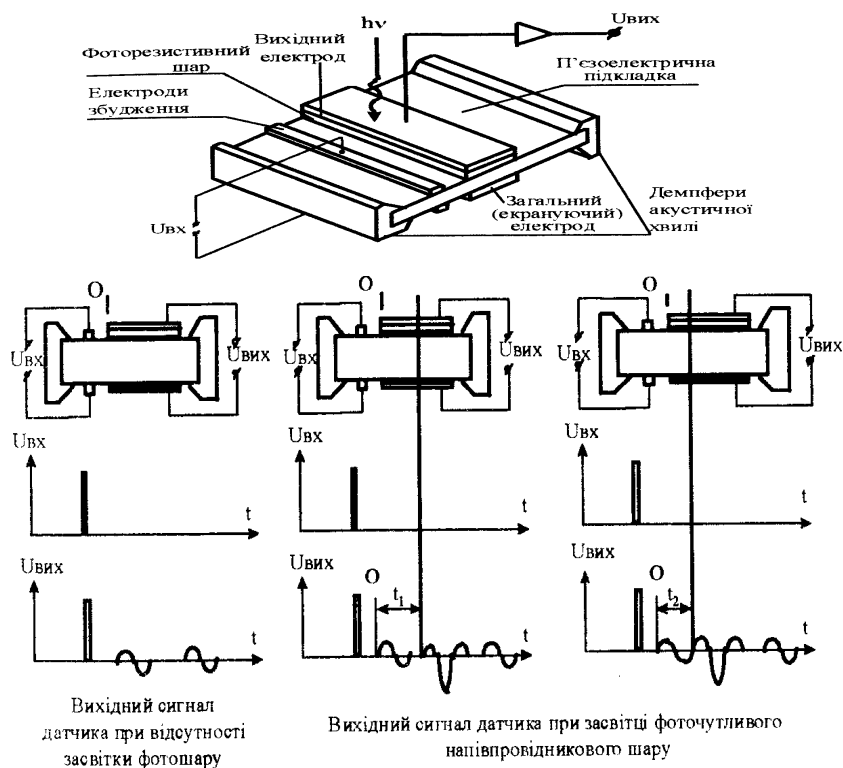 hν
Uвих
Фоторезистивний
шар
Вихідний
електрод
П’єзоелектрична
підкладка
Електроди
збудження
Uвх
Загальний
(екрануючий)
електрод
Демпфери
акустичної
хвилі
O
O
O
Uвх
Uвих
Uвх
Uвих
Uвх
Uвих
Uвх
t
Uвх
t
Uвх
t
Uвих
t
Uвих
O
t1
t
Uвих
O
t2
t
Вихідний сигнал
датчика при відсутності
засвітки фотошару
Вихідний сигнал датчика при засвітці фоточутливого
напівпровідникового шару